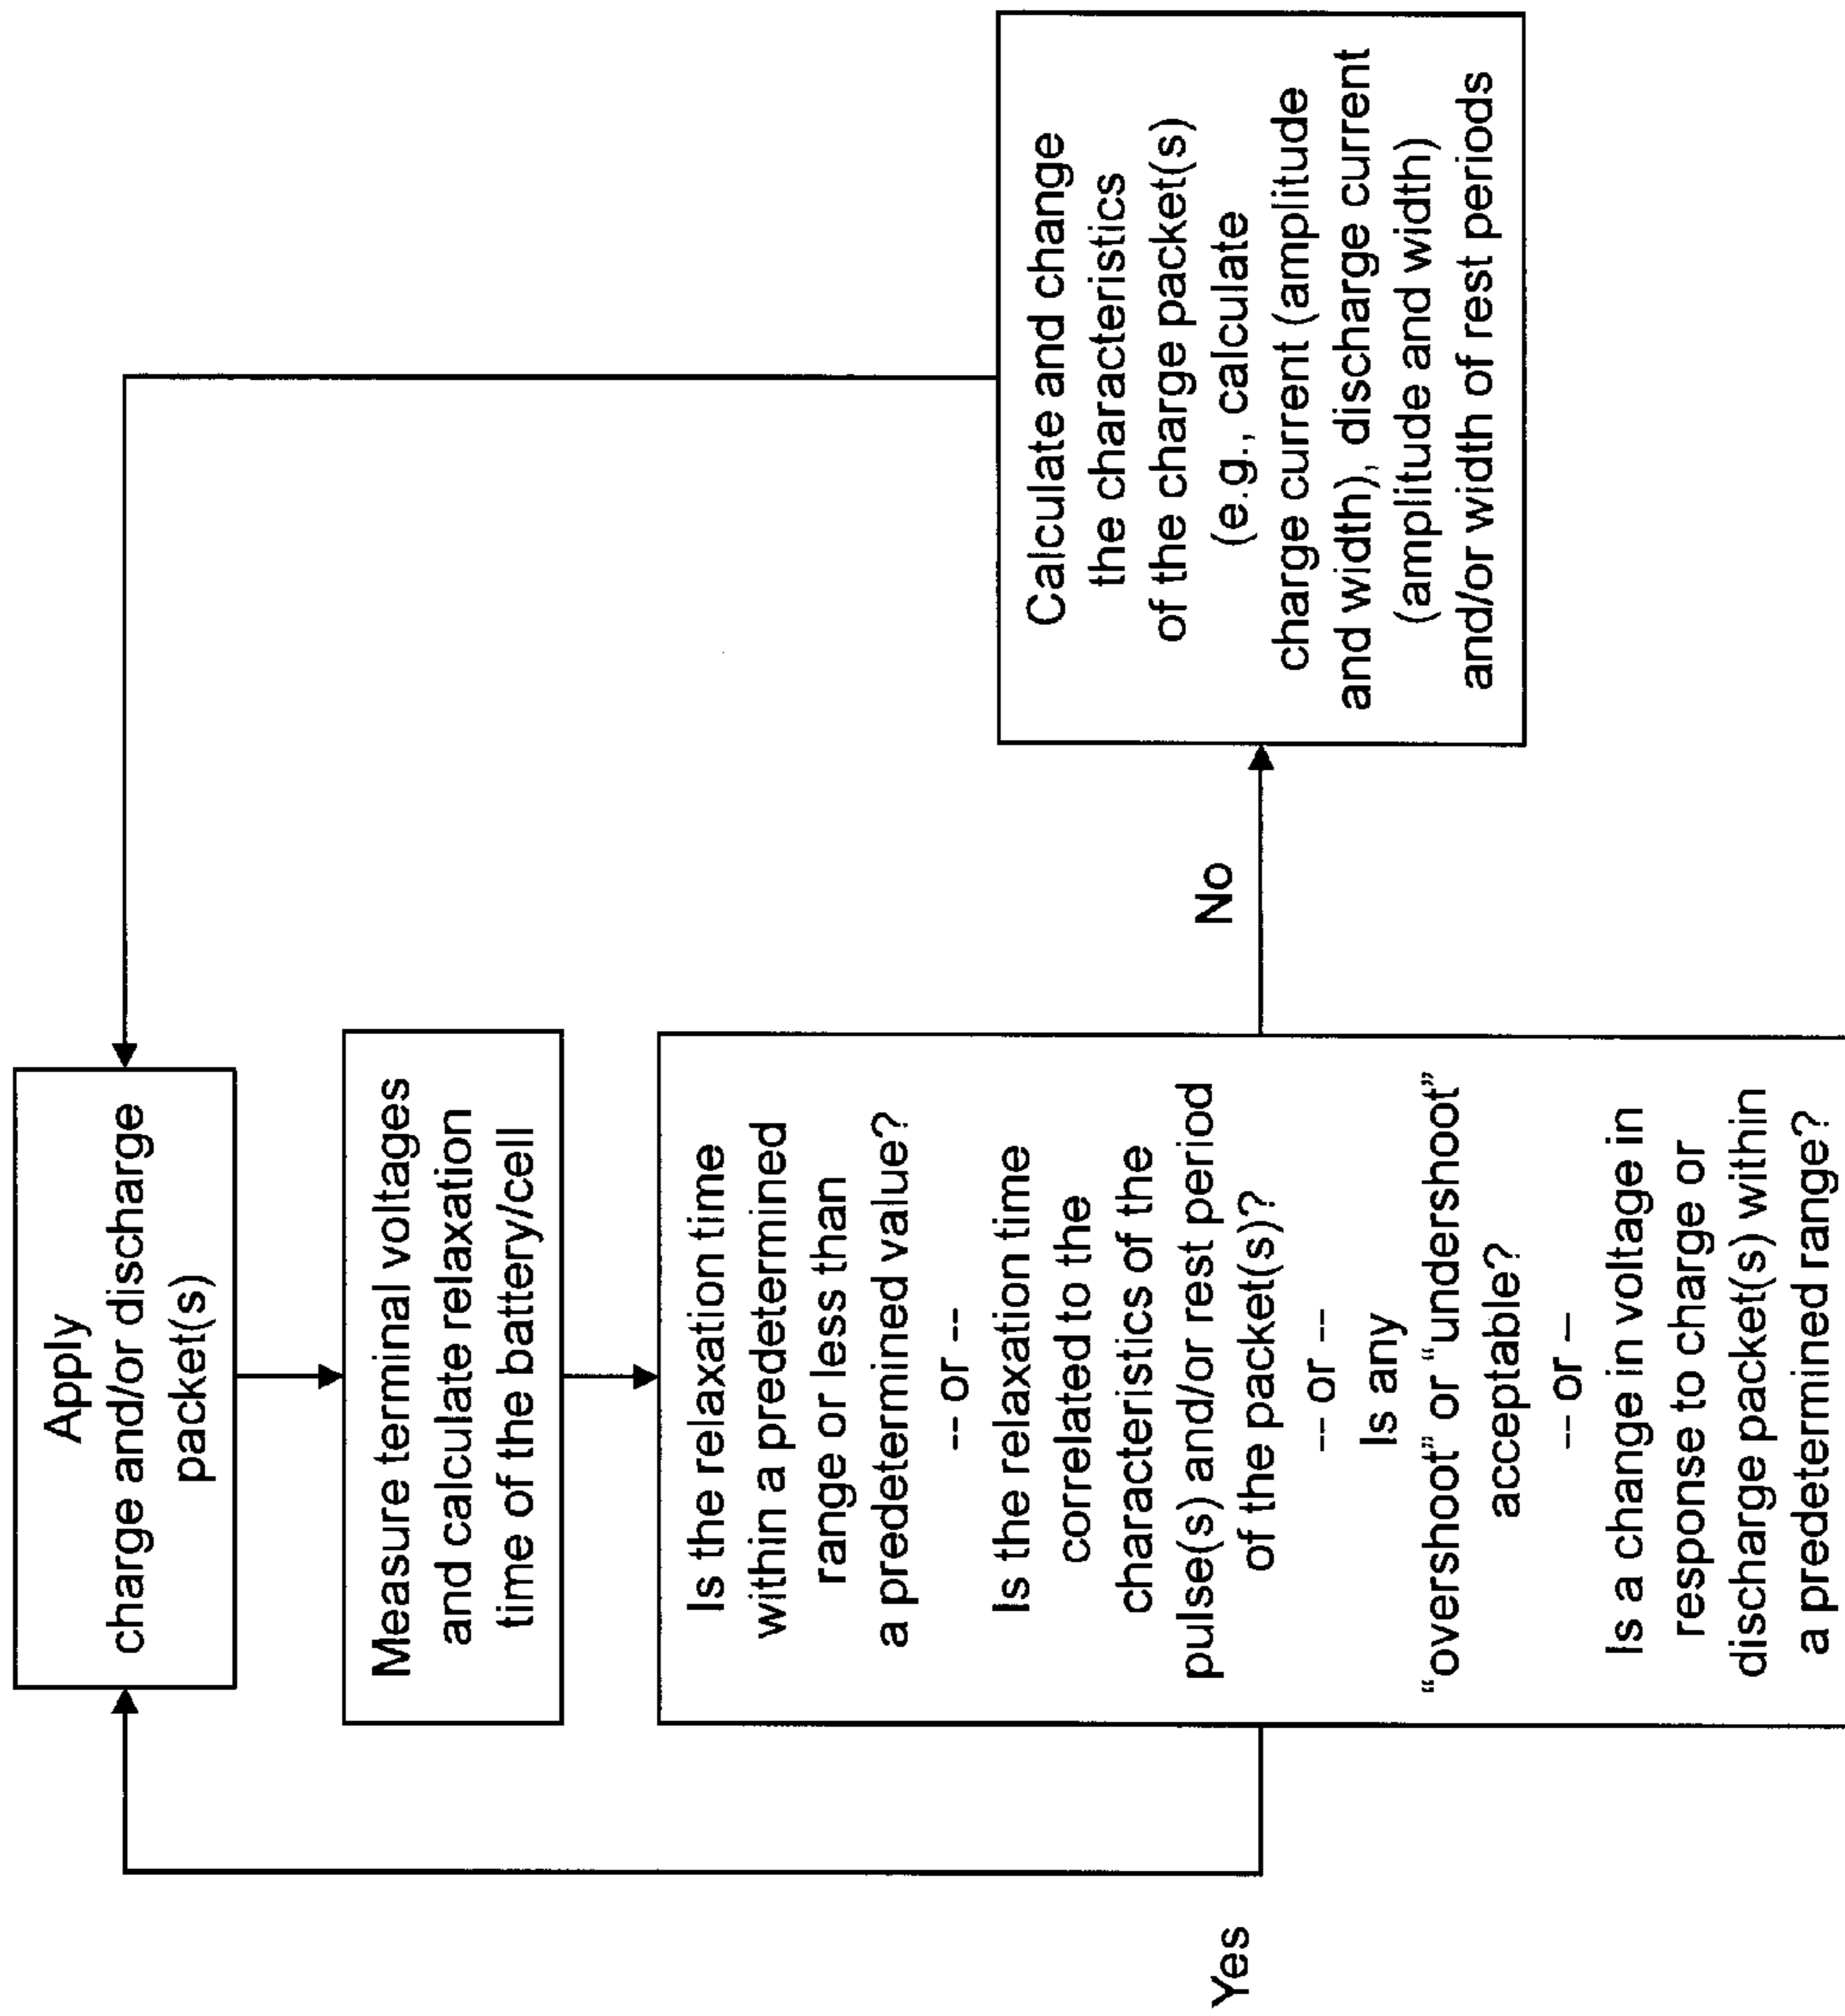 Apply
charge and/or discharge
packet(s)
Measure terminal voltages
and calculate relaxation
time of the battery/cell
Is the relaxation time
within a predetermined
range or less than
a predetermined value?
-- or --
Is the relaxation time
correlated to the
characteristics of the
pulse(s) and/or rest period
of the packet(s)?
-- or --
Is any
“overshoot” or “undershoot”
acceptable?
-- or –
Is a change in voltage in
response to charge or
discharge packet(s) within
a predetermined range?
Yes
No
Calculate and change
the characteristics
of the charge packet(s)
(e.g., calculate
charge current (amplitude
and width), discharge current
(amplitude and width)
and/or width of rest periods